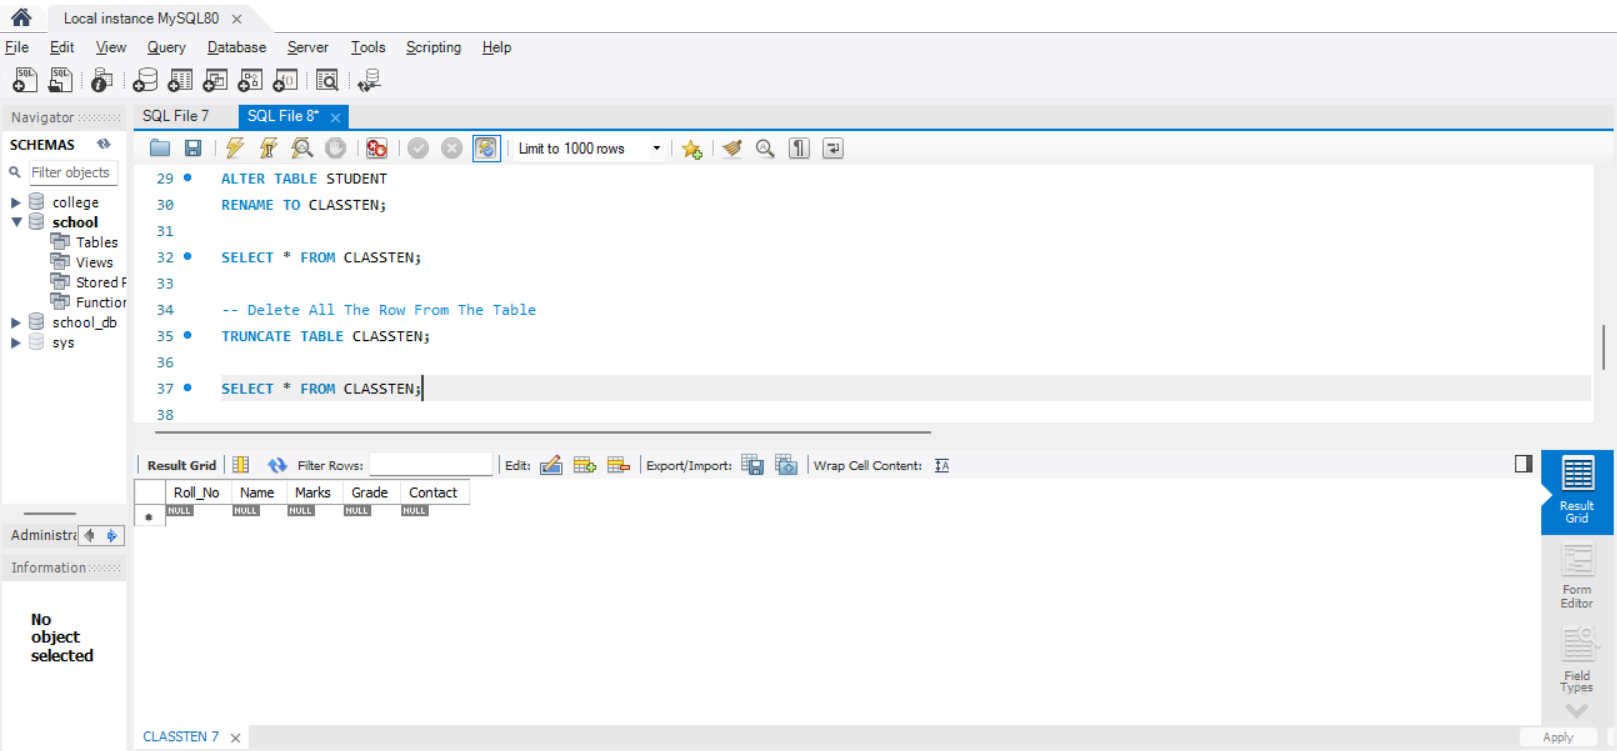 Local instance MySQL80 ×
File Edit View Query Database Server Tools Scripting Help
Navigator
SQL File 7
SQL File 8* ×
SCHEMAS
Filter objects
college
school
Tables
Views
Stored P
Function
school_db
sys
Administra
Information
No
object
selected
Limit to 1000 rows
29 ALTER TABLE STUDENT
30 RENAME TO CLASSTEN;
31
32 SELECT * FROM CLASSTEN;
33
34 -- Delete All The Row From The Table
35 TRUNCATE TABLE CLASSTEN;
36
37 SELECT * FROM CLASSTEN;
38
Result Grid Filter Rows: Edit: Export/Import: Wrap Cell Content: IA
Roll_No Name Marks Grade Contact
* NULL NULL NULL NULL NULL
Result
Grid
Form
Editor
Field
Types
CLASSTEN 7 ×
Apply